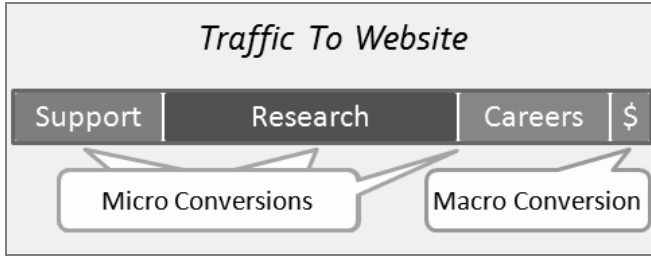 Traffic To Website
Support Research Careers $
Micro Conversions Macro Conversion